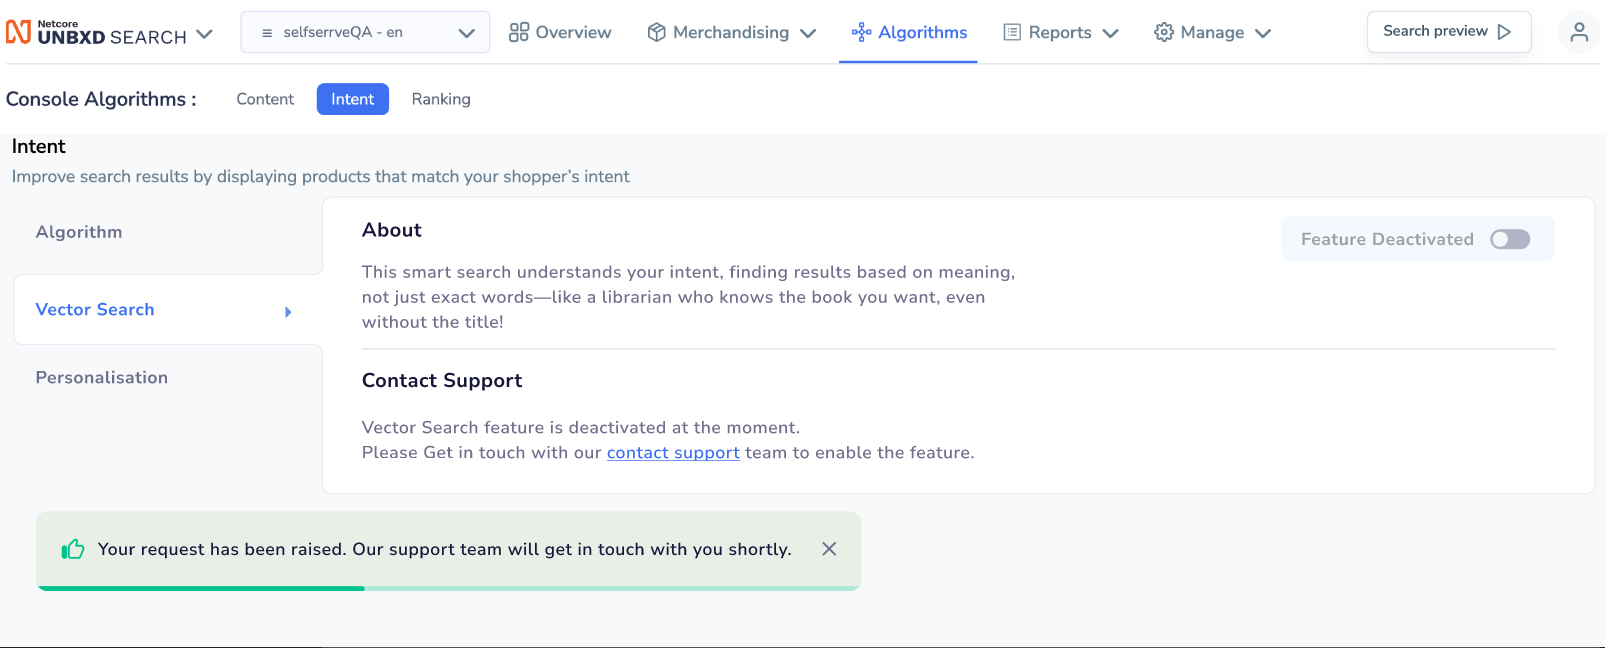 Netcore
UNBXD SEARCH
selfserrveQA - en
Overview
Merchandising
Algorithms
Reports
Manage
Search preview
Console Algorithms :
Content
Intent
Ranking
Intent
Improve search results by displaying products that match your shopper's intent
Algorithm
Vector Search
Personalisation
About
Feature Deactivated
This smart search understands your intent, finding results based on meaning,
not just exact words—like a librarian who knows the book you want, even
without the title!
Contact Support
Vector Search feature is deactivated at the moment.
Please Get in touch with our contact support team to enable the feature.
Your request has been raised. Our support team will get in touch with you shortly.